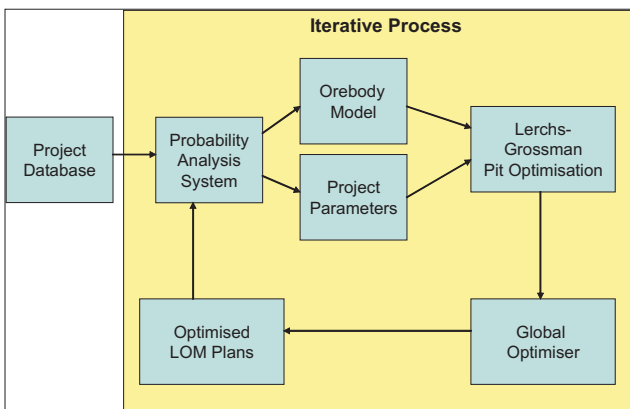 Iterative Process
Project
Database
Probability
Analysis
System
Orebody
Model
Project
Parameters
Lerchs-
Grossman
Pit Optimisation
Global
Optimiser
Optimised
LOM Plans